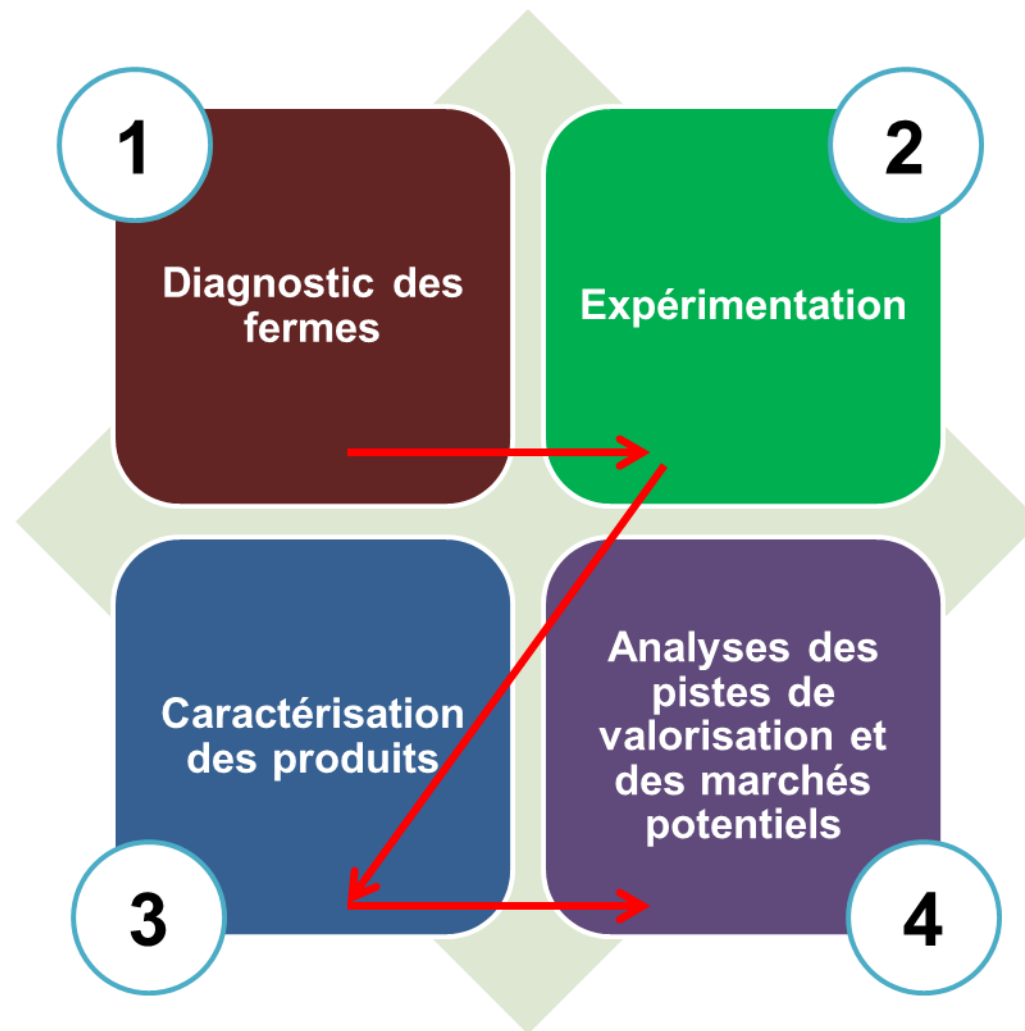 1
Diagnostic des
fermes
2
Expérimentation
3
Caractérisation
des produits
4
Analyses des
pistes de
valorisation et
des marchés
potentiels